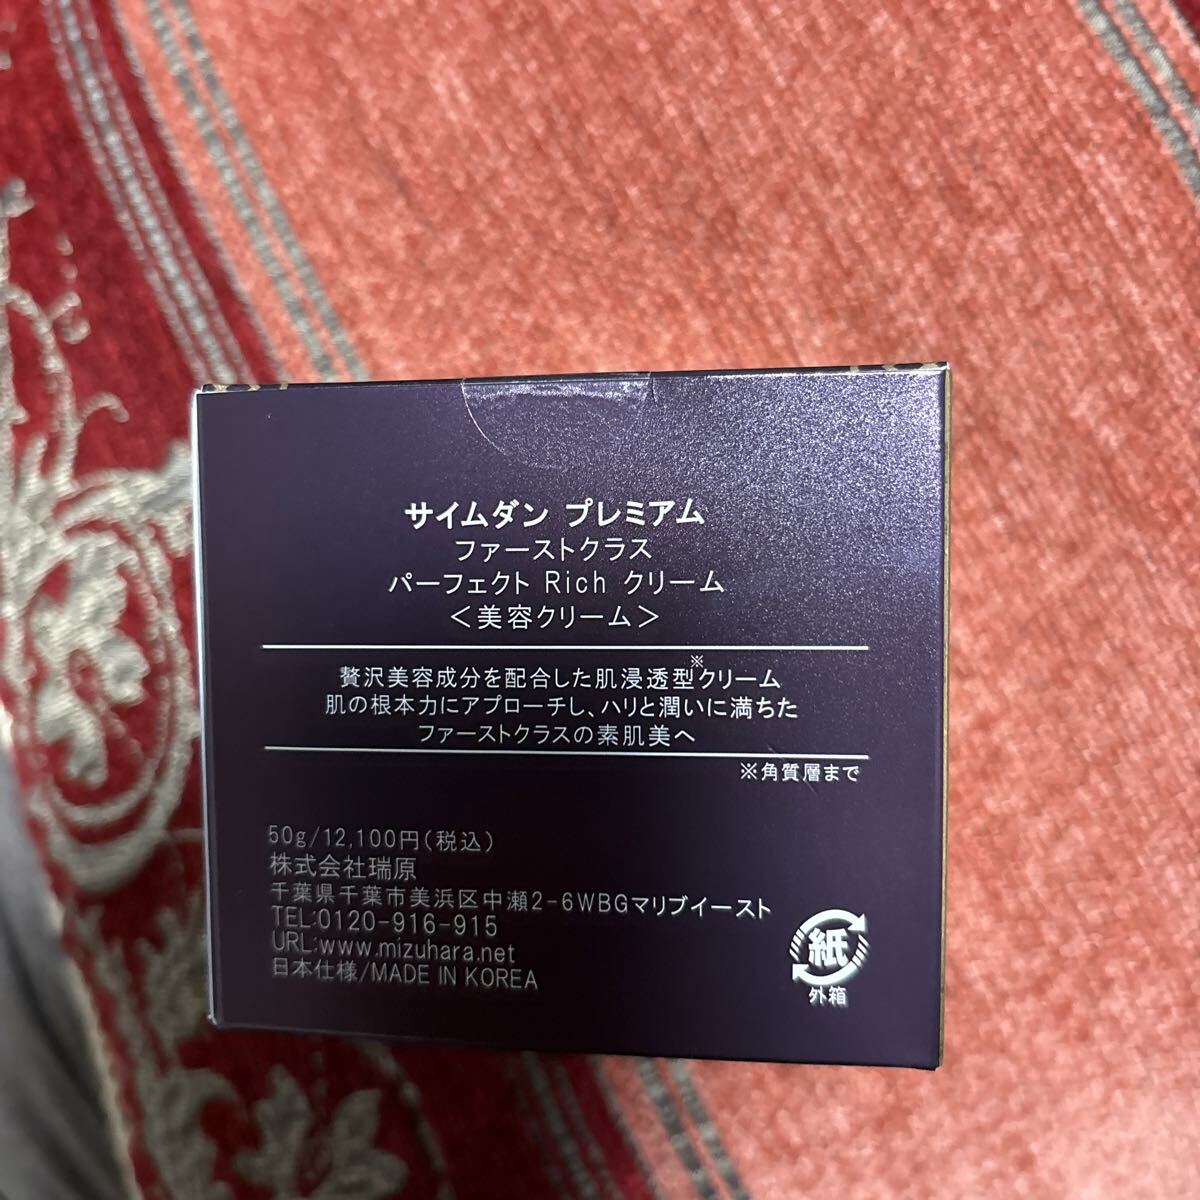 サイムダン プレミアム
ファーストクラス
パーフェクト Rich クリーム
＜美容クリーム＞
贅沢美容成分を配合した肌浸透型※クリーム
肌の根本力にアプローチし、ハリと潤いに満ちた
ファーストクラスの素肌美へ
※角質層まで
50g/12,100円(税込)
株式会社瑞原
千葉県千葉市美浜区中瀬2-6WBGマリブイースト
TEL:0120-916-915
URL:www.mizuhara.net
日本仕様/MADE IN KOREA
紙
外箱